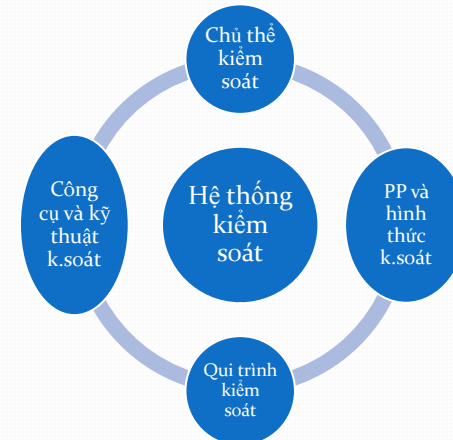 Chủ thể
kiểm
soát
Công
cụ và kỹ
thuật
k.soát
Hệ thống
kiểm
soát
PP và
hình
thức
k.soát
Qui trình
kiểm
soát